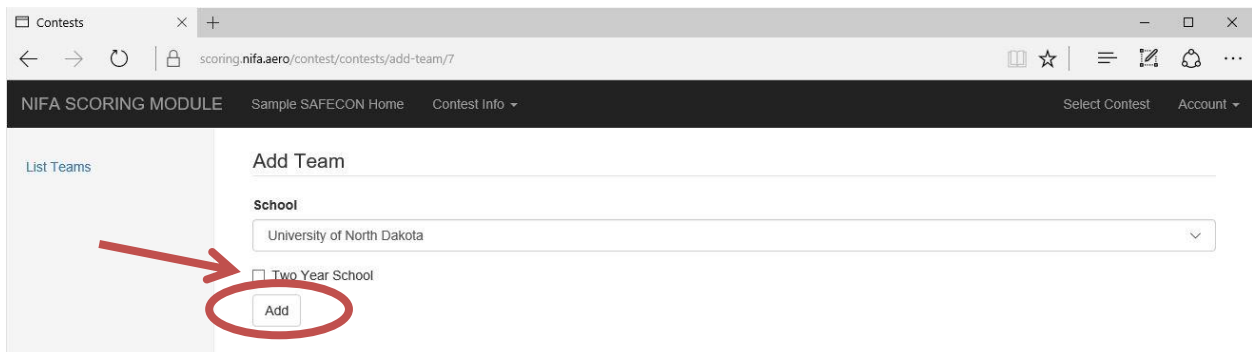 Contests
scoring.nifa.aero/contest/contests/add-team/7
NIFA SCORING MODULE Sample SAFECON Home Contest Info Select Contest Account
List Teams
Add Team
School
University of North Dakota
Two Year School
Add